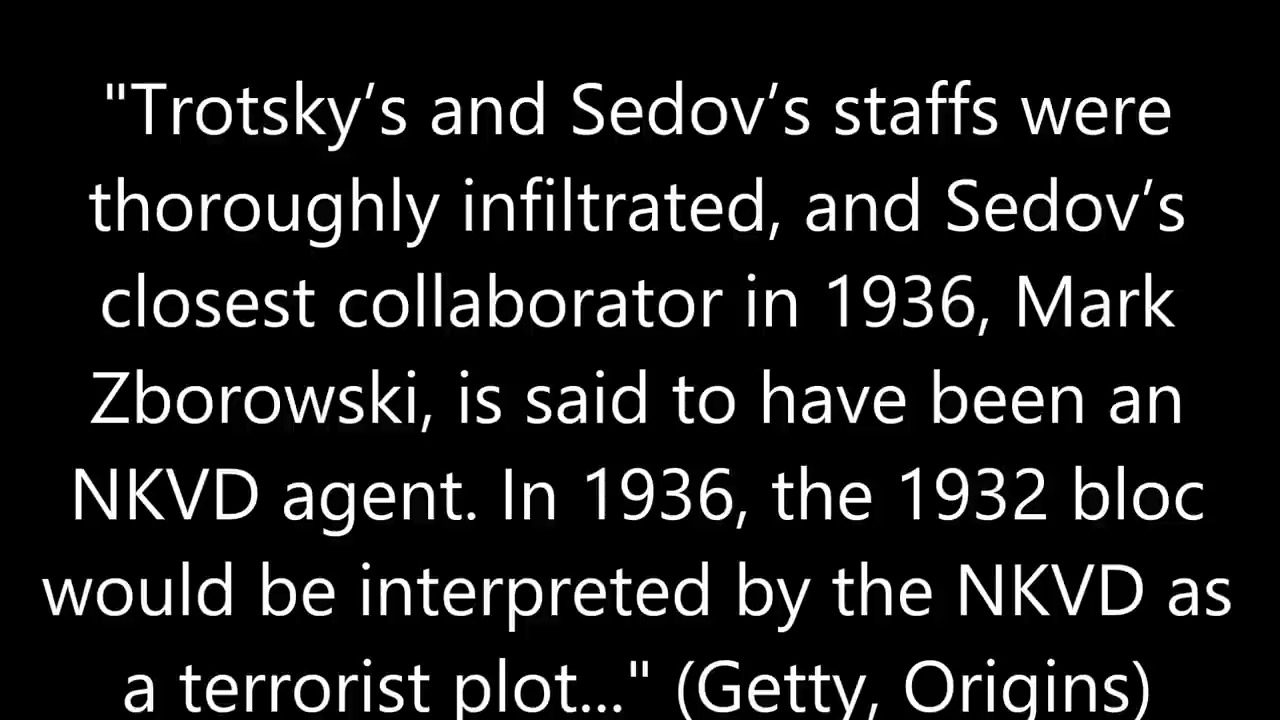 "Trotsky’s and Sedov’s staffs were
thoroughly infiltrated, and Sedov’s
closest collaborator in 1936, Mark
Zborowski, is said to have been an
NKVD agent. In 1936, the 1932 bloc
would be interpreted by the NKVD as
a terrorist plot..." (Getty, Origins)